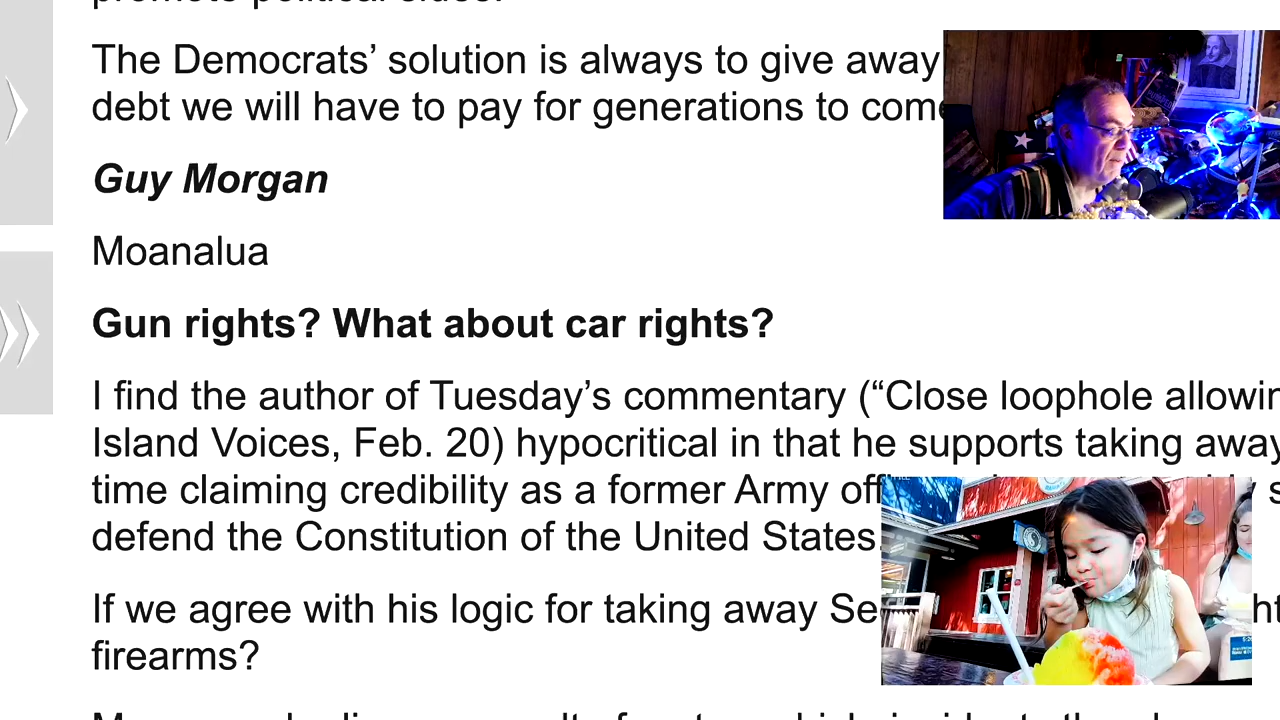 The Democrats’ solution is always to give away
debt we will have to pay for generations to come
Guy Morgan
Moanalua
Gun rights? What about car rights?
I find the author of Tuesday’s commentary (“Close loophole
Island Voices, Feb. 20) hypocritical in that he supports taking away
time claiming credibility as a former Army
defend the Constitution of the United States.
If we agree with his logic for taking away
firearms?